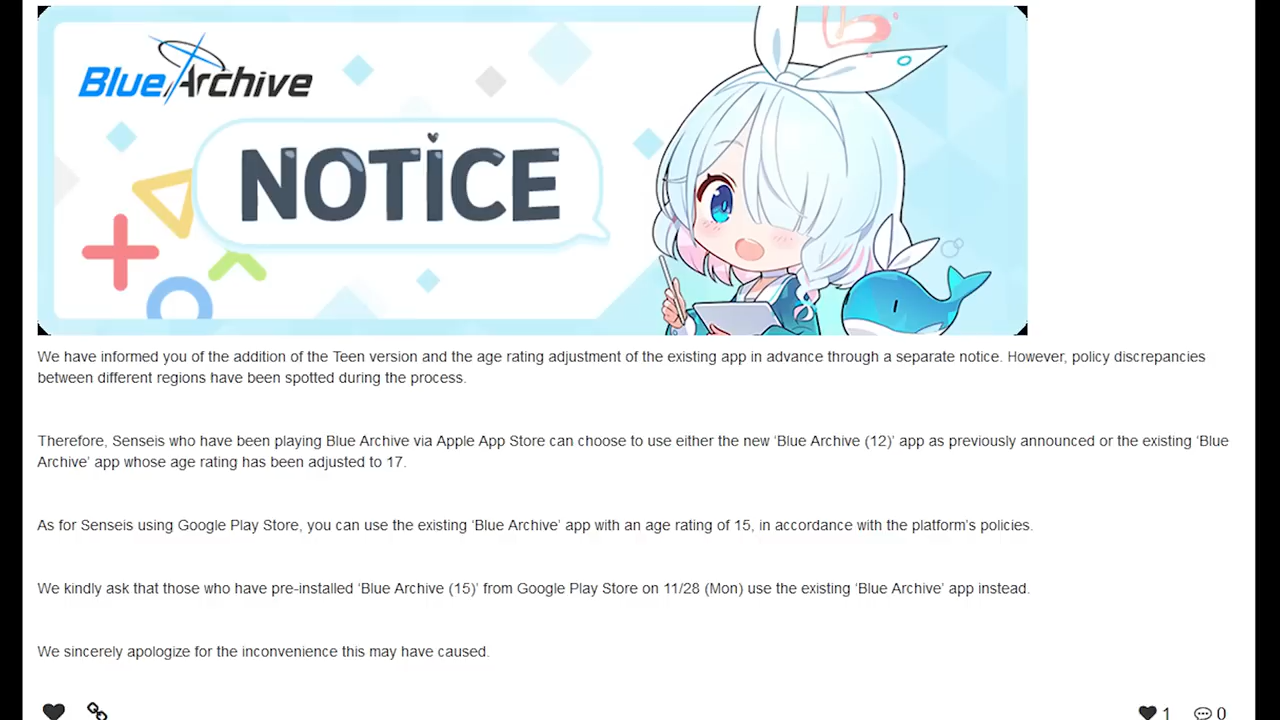 Blue Archive
NOTICE
We have informed you of the addition of the Teen version and the age rating adjustment of the existing app in advance through a separate notice. However, policy discrepancies
between different regions have been spotted during the process.
Therefore, Senseis who have been playing Blue Archive via Apple App Store can choose to use either the new ‘Blue Archive (12)’ app as previously announced or the existing ‘Blue
Archive’ app whose age rating has been adjusted to 17.
As for Senseis using Google Play Store, you can use the existing ‘Blue Archive’ app with an age rating of 15, in accordance with the platform’s policies.
We kindly ask that those who have pre-installed ‘Blue Archive (15)’ from Google Play Store on 11/28 (Mon) use the existing ‘Blue Archive’ app instead.
We sincerely apologize for the inconvenience this may have caused.
1 0